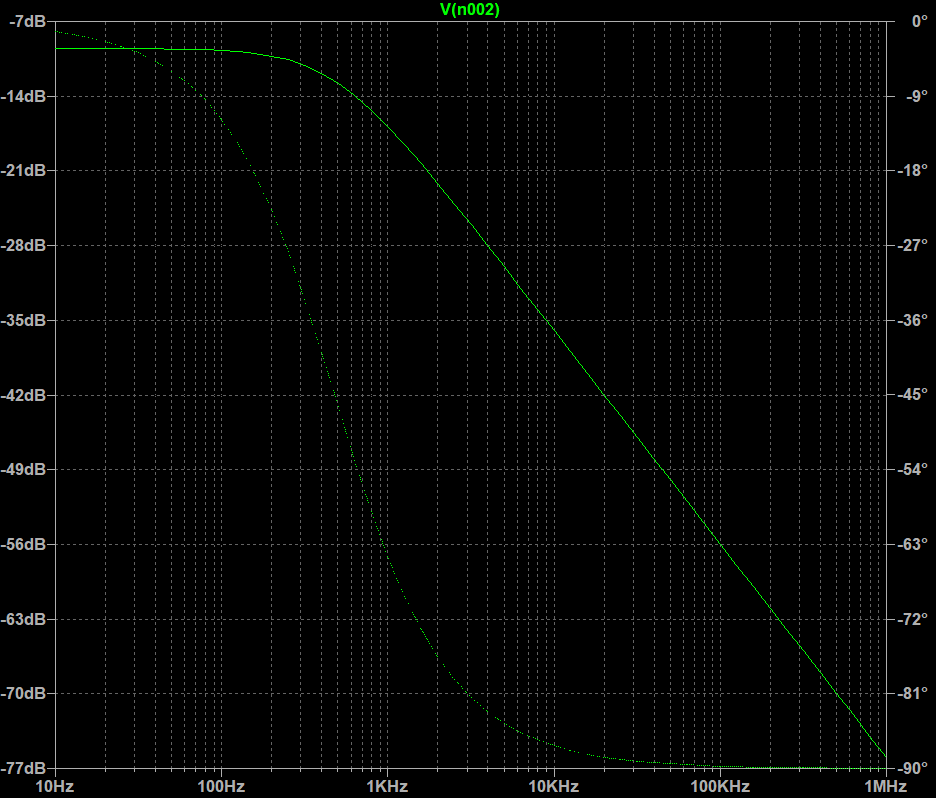 V(n002)
-7dB 0°
-14dB -9°
-21dB -18°
-28dB -27°
-35dB -36°
-42dB -45°
-49dB -54°
-56dB -63°
-63dB -72°
-70dB -81°
-77dB -90°
10Hz 100Hz 1KHz 10KHz 100KHz 1MHz